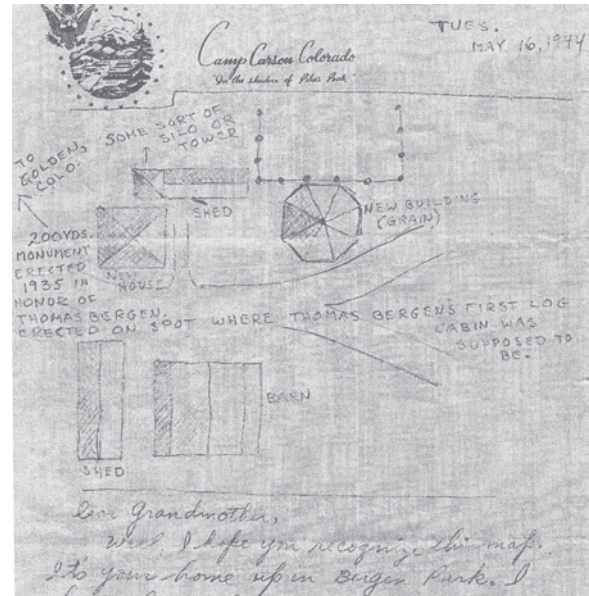 TUES.
MAY 16, 1944
Camp Carson Colorado
"In the shadow of Pikes Peak"
SOME SORT OF
SILO OR
TOWER
TO
GOLDEN,
COLO.
SHED
NEW BUILDING
(GRAIN)
200YDS.
MONUMENT
ERECTED
1935 IN
HONOR OF
THOMAS BERGEN.
ERECTED ON SPOT WHERE THOMAS BERGEN'S FIRST LOG
CABIN WAS
SUPPOSED TO
BE.
NEW
HOUSE
BARN
SHED
Dear Grandmother,
Well, I hope you recognize this map.
It's your home up in Bergen Park. I